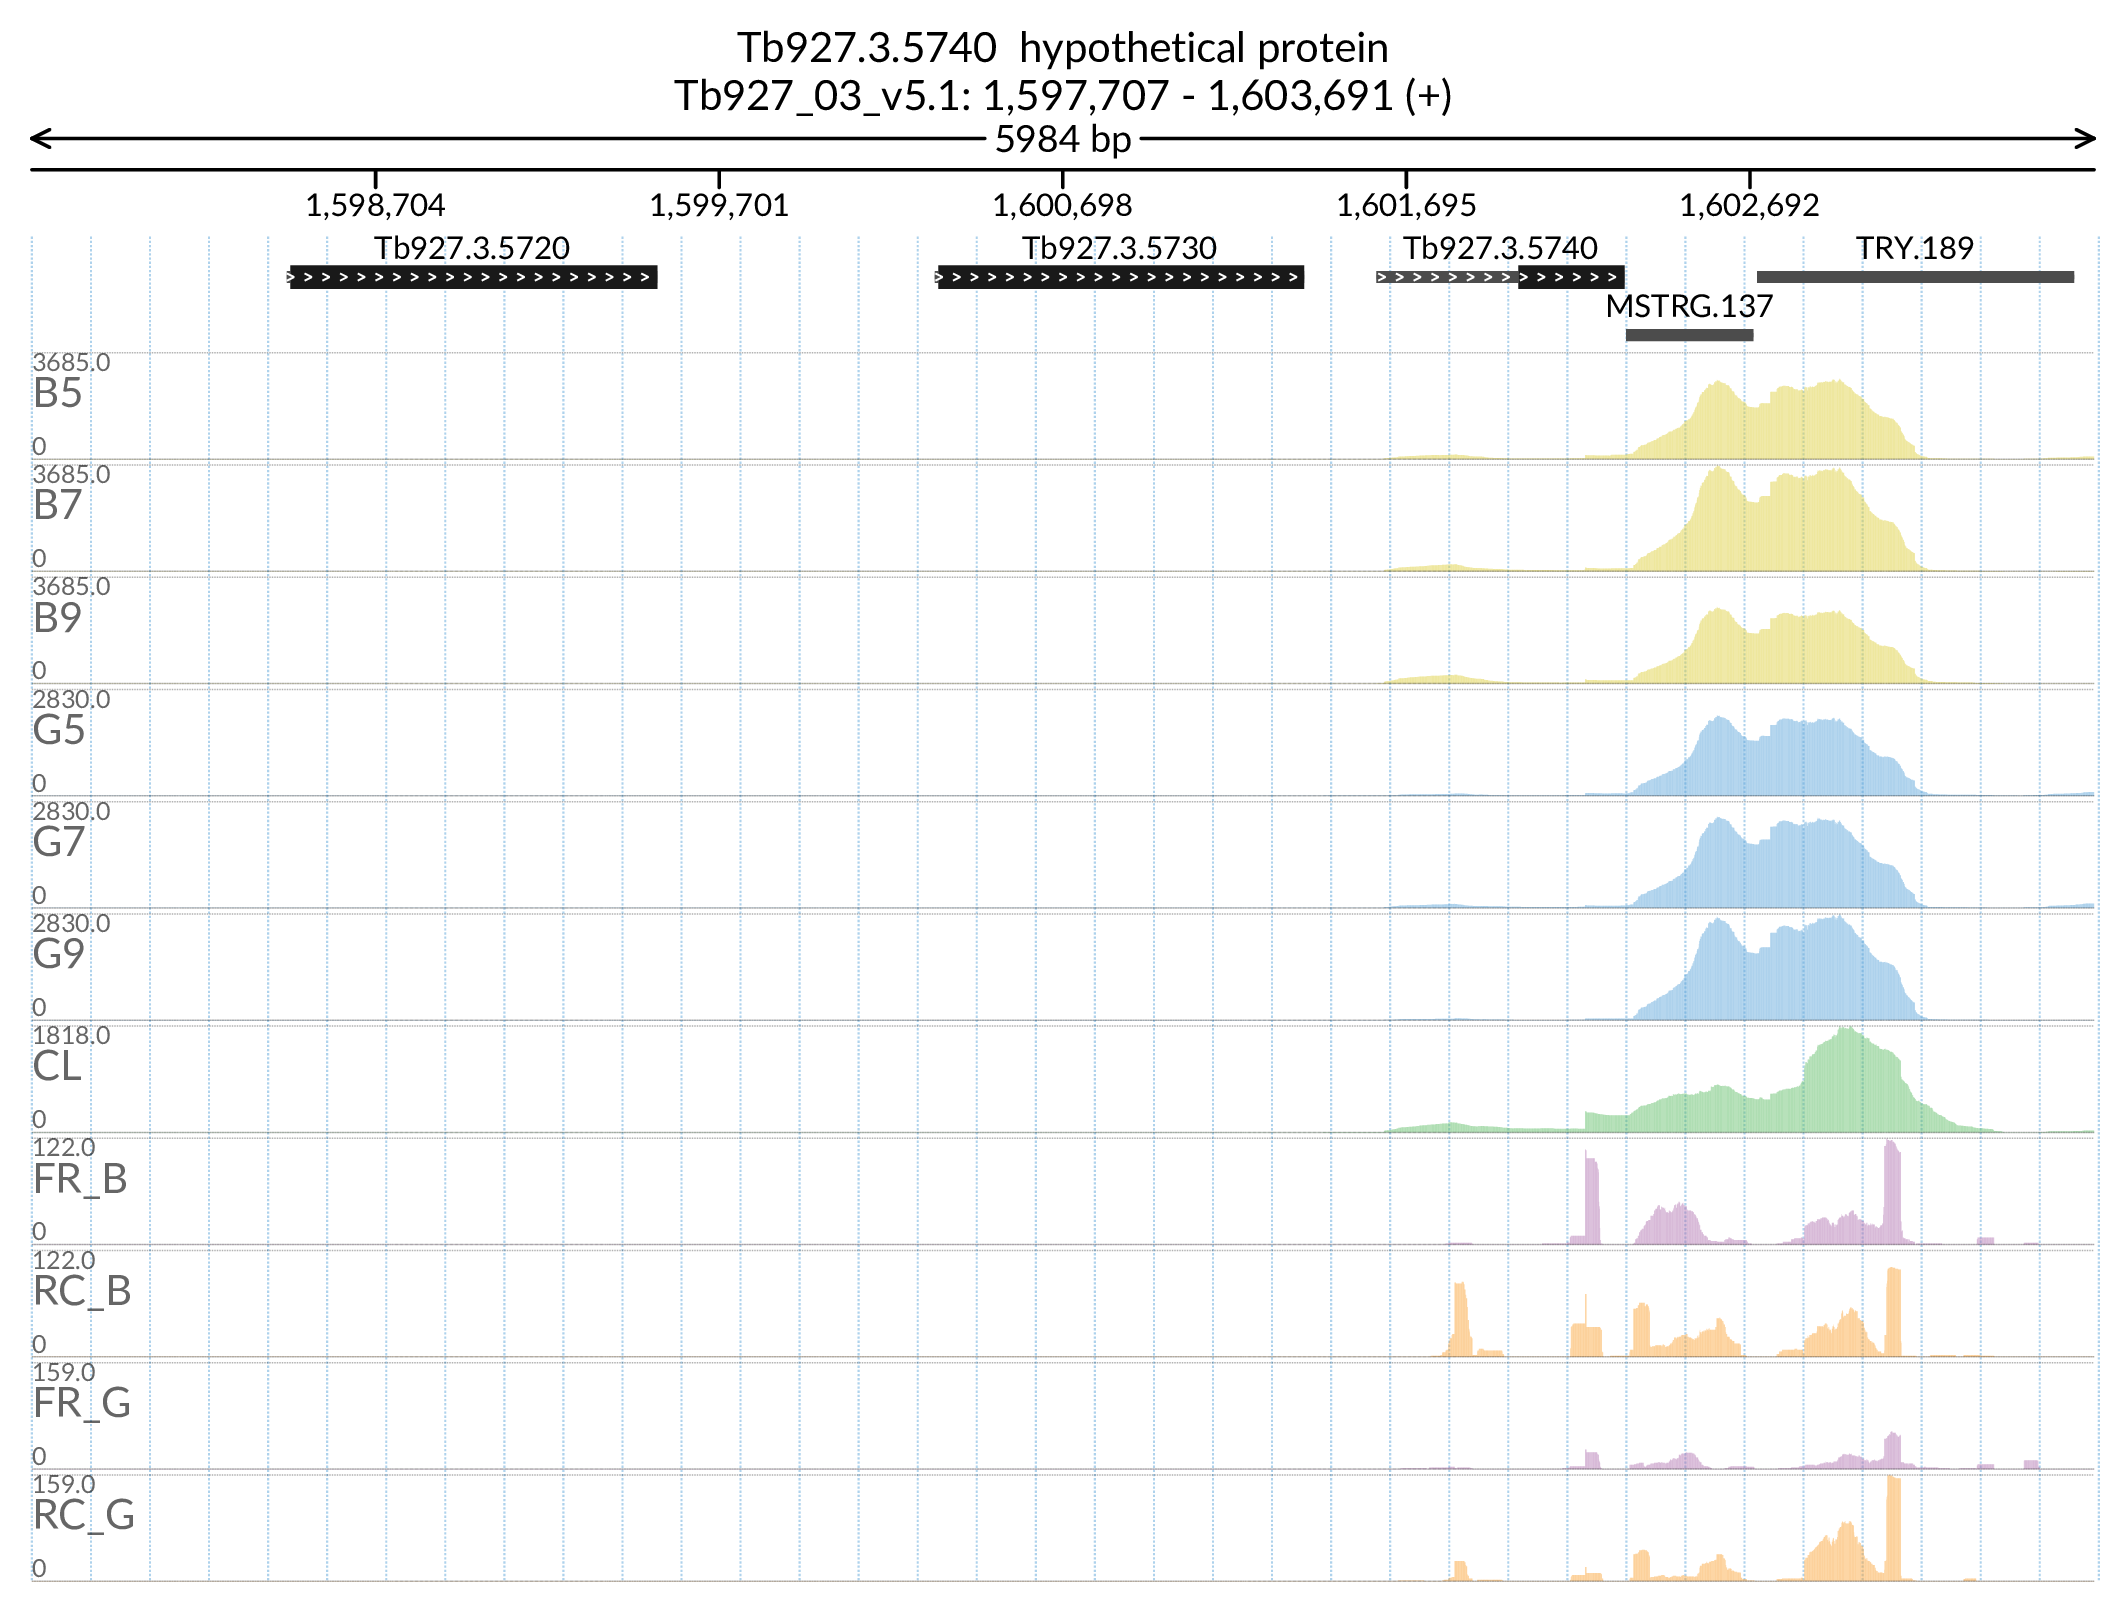 Tb927.3.5740 hypothetical protein
Tb927_03_v5.1: 1,597,707 - 1,603,691 (+)
5984 bp
1,598,704 1,599,701 1,600,698 1,601,695 1,602,692
Tb927.3.5720 Tb927.3.5730 Tb927.3.5740 TRY.189
MSTRG.137
3685.0
B5
0
3685.0
B7
0
3685.0
B9
0
2830.0
G5
0
2830.0
G7
0
2830.0
G9
0
1818.0
CL
0
122.0
FR_B
0
122.0
RC_B
0
159.0
FR_G
0
159.0
RC_G
0